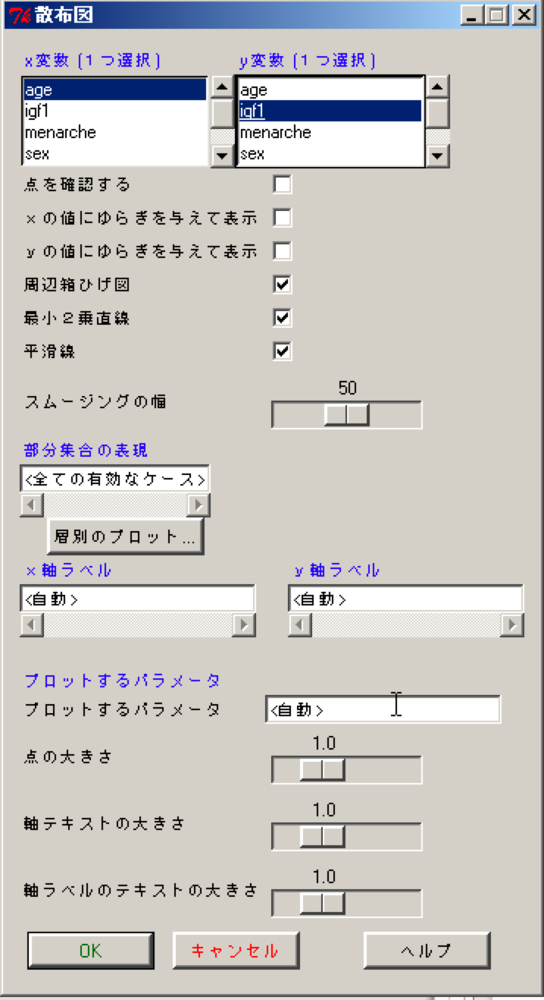 散布図
x変数 (1つ選択)
y変数 (1つ選択)
age
igf1
menarche
sex
age
igf1
menarche
sex
点を確認する
xの値にゆらぎを与えて表示
yの値にゆらぎを与えて表示
周辺箱ひげ図
最小2乗直線
平滑線
スムージングの幅
50
部分集合の表現
<全ての有効なケース>
層別のプロット...
x軸ラベル
y軸ラベル
<自動>
<自動>
プロットするパラメータ
プロットするパラメータ
<自動>
点の大きさ
1.0
軸テキストの大きさ
1.0
軸ラベルのテキストの大きさ
1.0
OK
キャンセル
ヘルプ